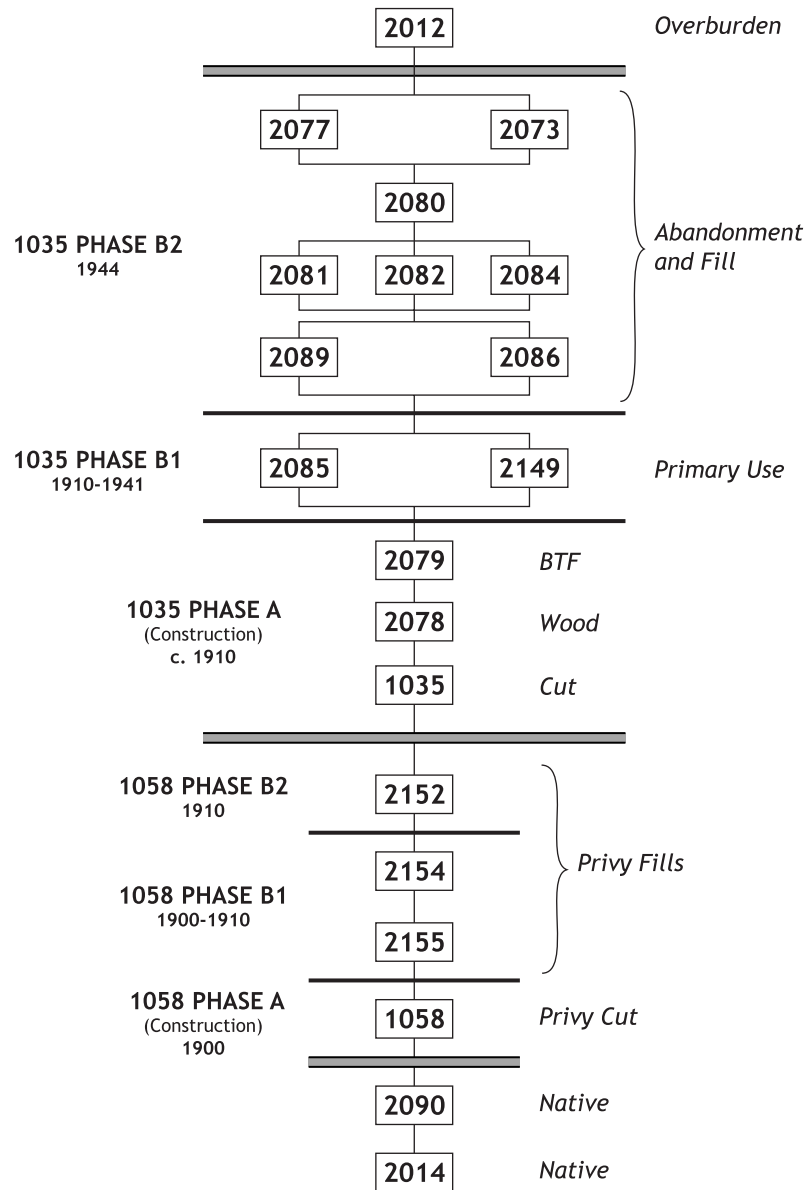 2012
Overburden
2077
2073
2080
1035 PHASE B2
1944
Abandonment
and Fill
2081
2082
2084
2089
2086
1035 PHASE B1
1910-1941
2085
2149
Primary Use
2079
BTF
1035 PHASE A
(Construction)
c. 1910
2078
Wood
1035
Cut
1058 PHASE B2
1910
2152
2154
Privy Fills
1058 PHASE B1
1900-1910
2155
1058 PHASE A
(Construction)
1900
1058
Privy Cut
2090
Native
2014
Native